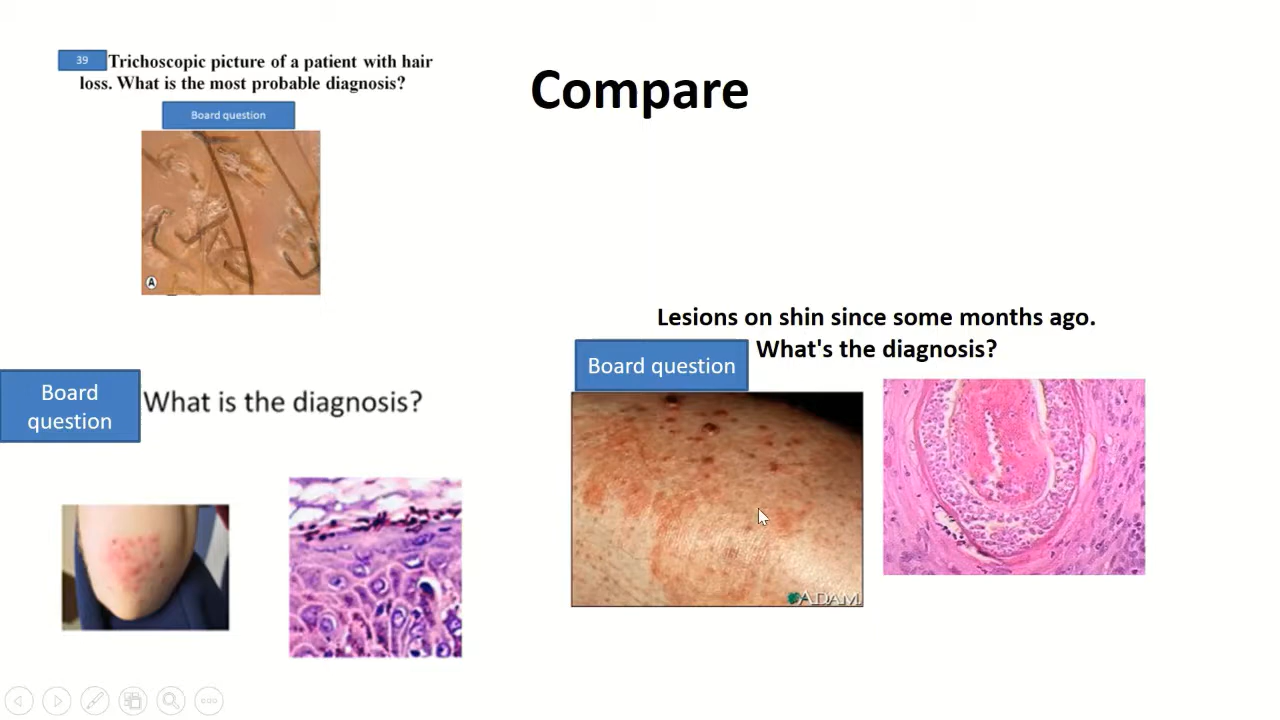 39 Trichoscopic picture of a patient with hair
loss. What is the most probable diagnosis?
Board question
A
Compare
Board
question
What is the diagnosis?
Lesions on shin since some months ago.
What's the diagnosis?
Board question
A.D.A.M.